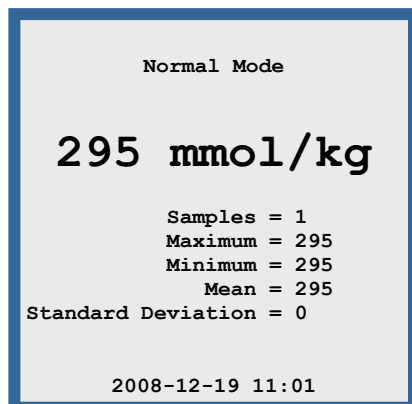 Normal Mode
295 mmol/kg
Samples = 1
Maximum = 295
Minimum = 295
Mean = 295
Standard Deviation = 0
2008-12-19 11:01